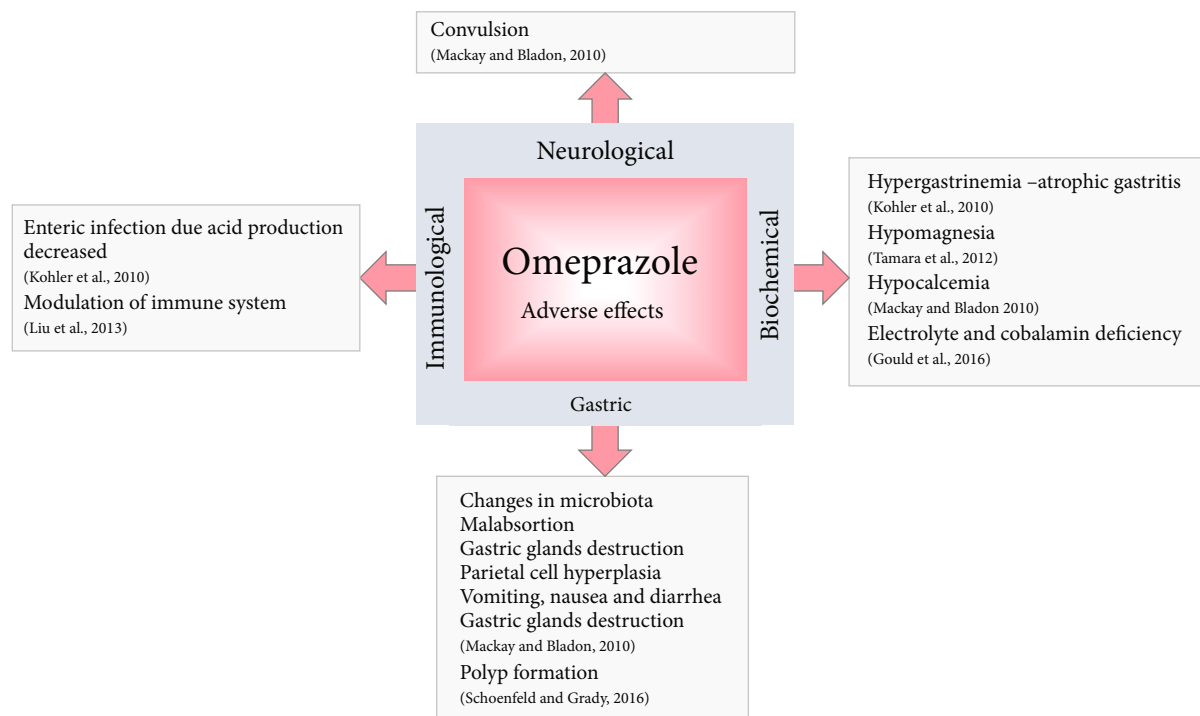 Convulsion
(Mackay and Bladon, 2010)
Neurological
Hypergastrinemia –atrophic gastritis
(Kohler et al., 2010)
Hypomagnesia
(Tamara et al., 2012)
Hypocalcemia
(Mackay and Bladon 2010)
Electrolyte and cobalamin deficiency
(Gould et al., 2016)
Enteric infection due acid production
decreased
(Kohler et al., 2010)
Modulation of immune system
(Liu et al., 2013)
Immunological
Omeprazole
Adverse effects
Biochemical
Gastric
Changes in microbiota
Malabsortion
Gastric glands destruction
Parietal cell hyperplasia
Vomiting, nausea and diarrhea
Gastric glands destruction
(Mackay and Bladon, 2010)
Polyp formation
(Schoenfeld and Grady, 2016)